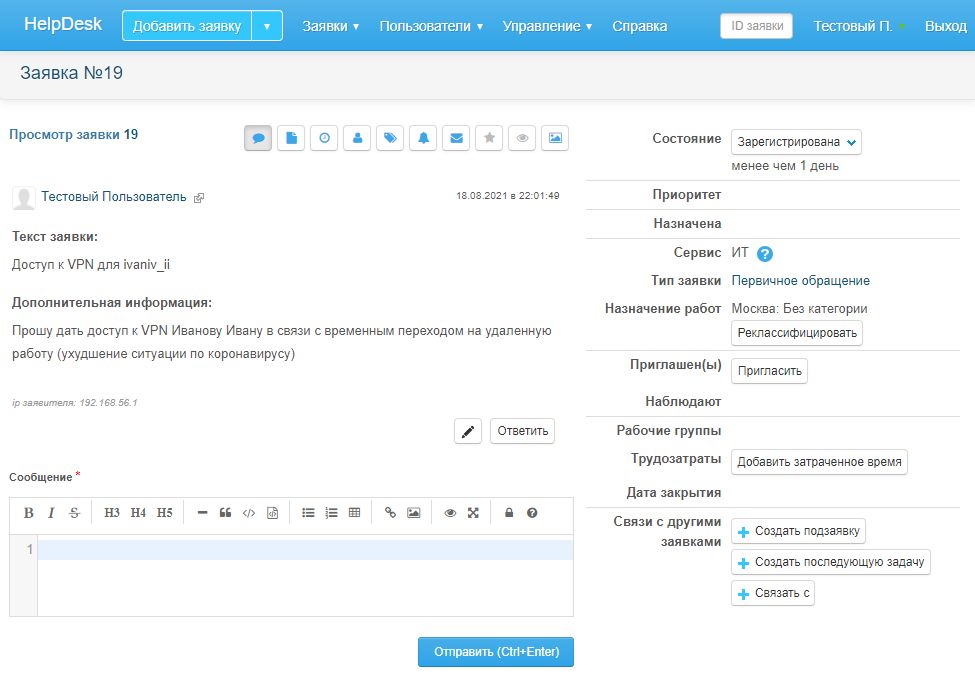 HelpDesk Добавить заявку Заявки Пользователи Управление Справка ID заявки Тестовый П. Выход
Заявка №19
Просмотр заявки 19
Тестовый Пользователь 18.08.2021 в 22:01:49
Текст заявки:
Доступ к VPN для ivaniv_ii
Дополнительная информация:
Прошу дать доступ к VPN Иванову Ивану в связи с временным переходом на удаленную
работу (ухудшение ситуации по коронавирусу)
ip заявителя: 192.168.56.1
Ответить
Сообщение *
B I S H3 H4 H5
1
Отправить (Ctrl+Enter)
Состояние Зарегистрирована
менее чем 1 день
Приоритет
Назначена
Сервис ИТ ?
Тип заявки Первичное обращение
Назначение работ Москва: Без категории
Реклассифицировать
Приглашен(ы) Пригласить
Наблюдают
Рабочие группы
Трудозатраты Добавить затраченное время
Дата закрытия
Связи с другими
заявками
Создать подзаявку
Создать последующую задачу
Связать с